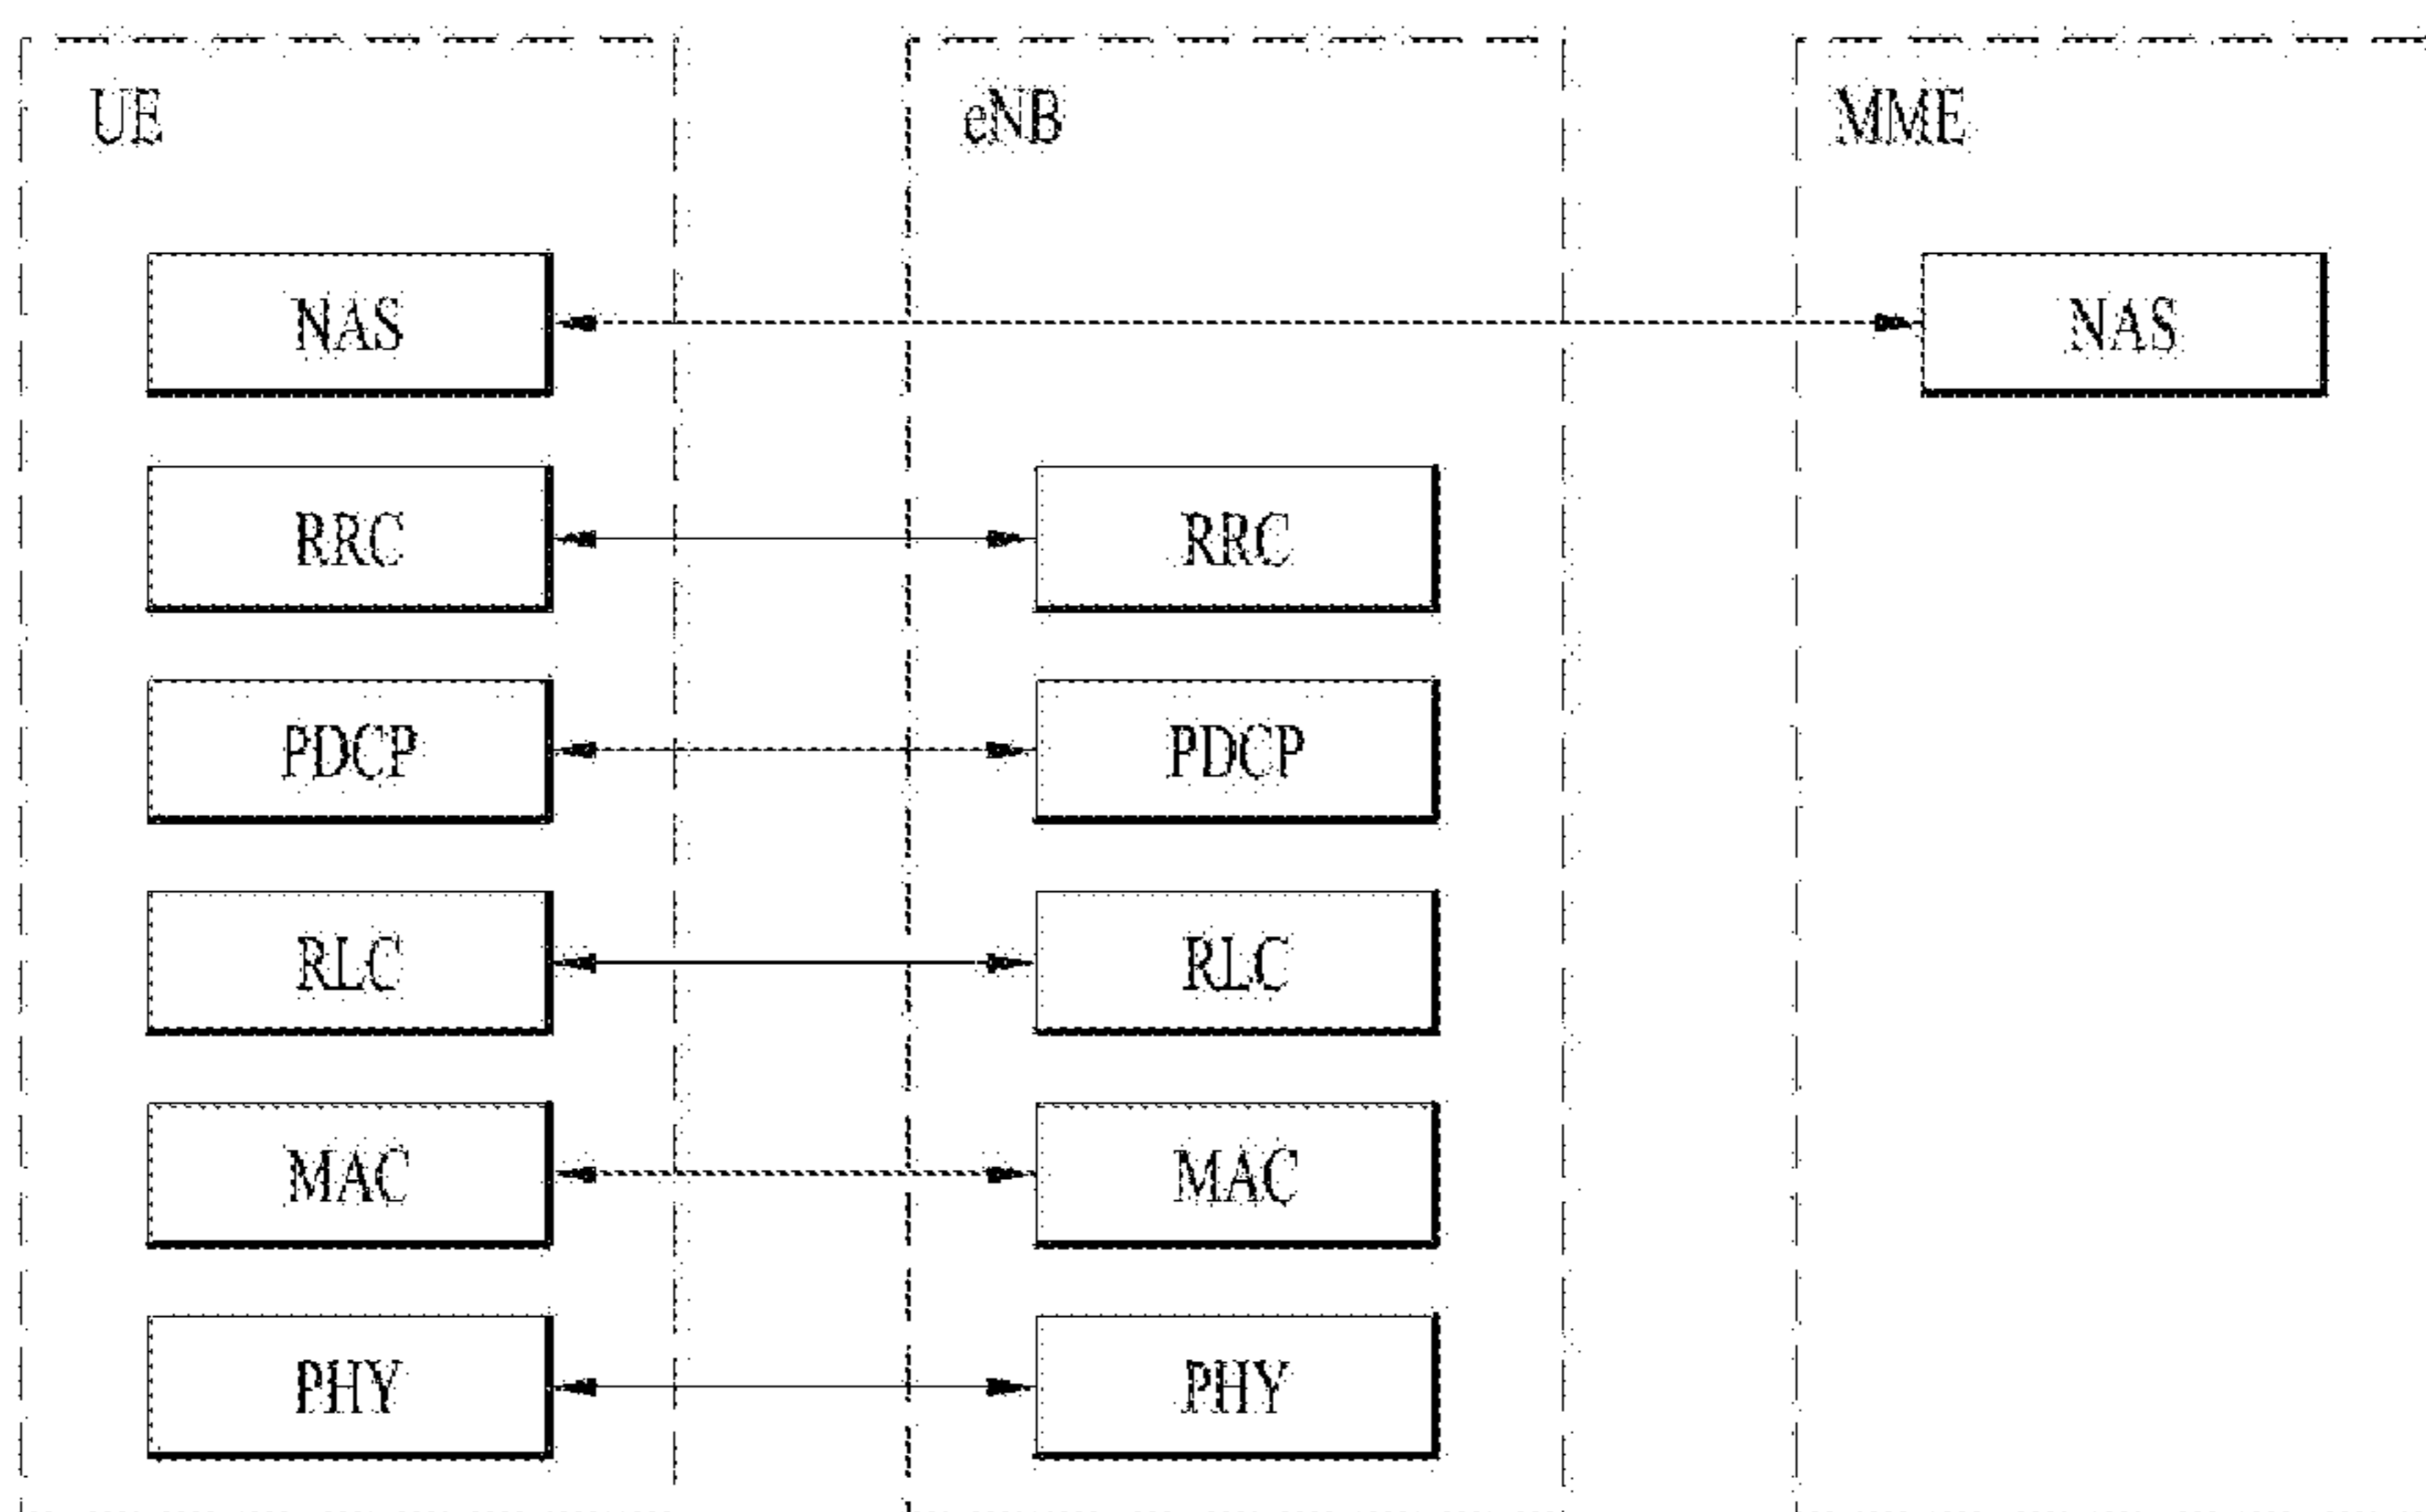 UE eNB MME
NAS NAS
RRC RRC
PDCP PDCP
RLC RLC
MAC MAC
PHY PHY